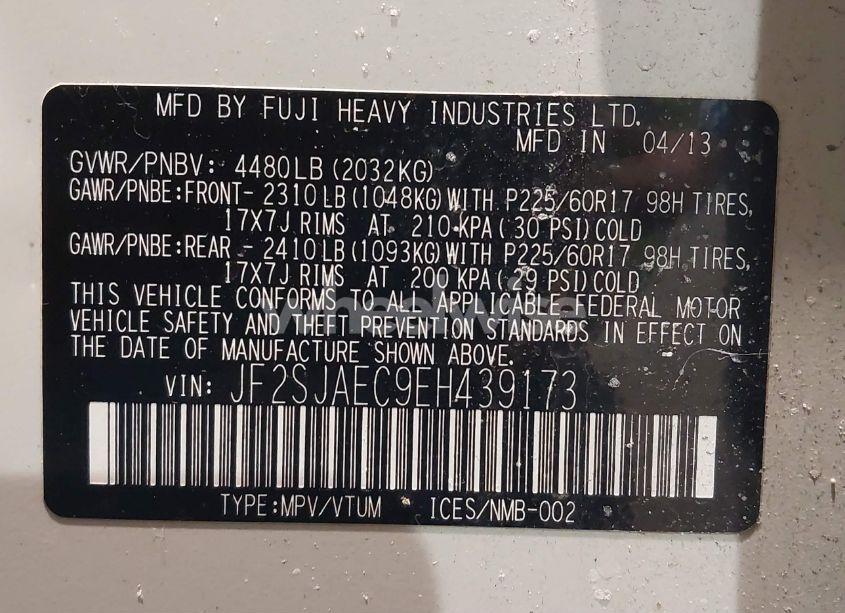 MFD BY FUJI HEAVY INDUSTRIES LTD.
MFD IN 04/13
GVWR/PNBV: 4480LB(2032KG)
GAWR/PNBE:FRONT- 2310LB(1048KG)WITH P225/60R17 98H TIRES,
17X7J RIMS AT 210 KPA(30 PSI)COLD
GAWR/PNBE:REAR - 2410LB(1093KG)WITH P225/60R17 98H TIRES,
17X7J RIMS AT 200 KPA(29 PSI)COLD
THIS VEHICLE CONFORMS TO ALL APPLICABLE FEDERAL MOTOR
VEHICLE SAFETY AND THEFT PREVENTION STANDARDS IN EFFECT ON
THE DATE OF MANUFACTURE SHOWN ABOVE.
VIN: JF2SJAEC9EH439173
TYPE:MPV/VTUM ICES/NMB-002